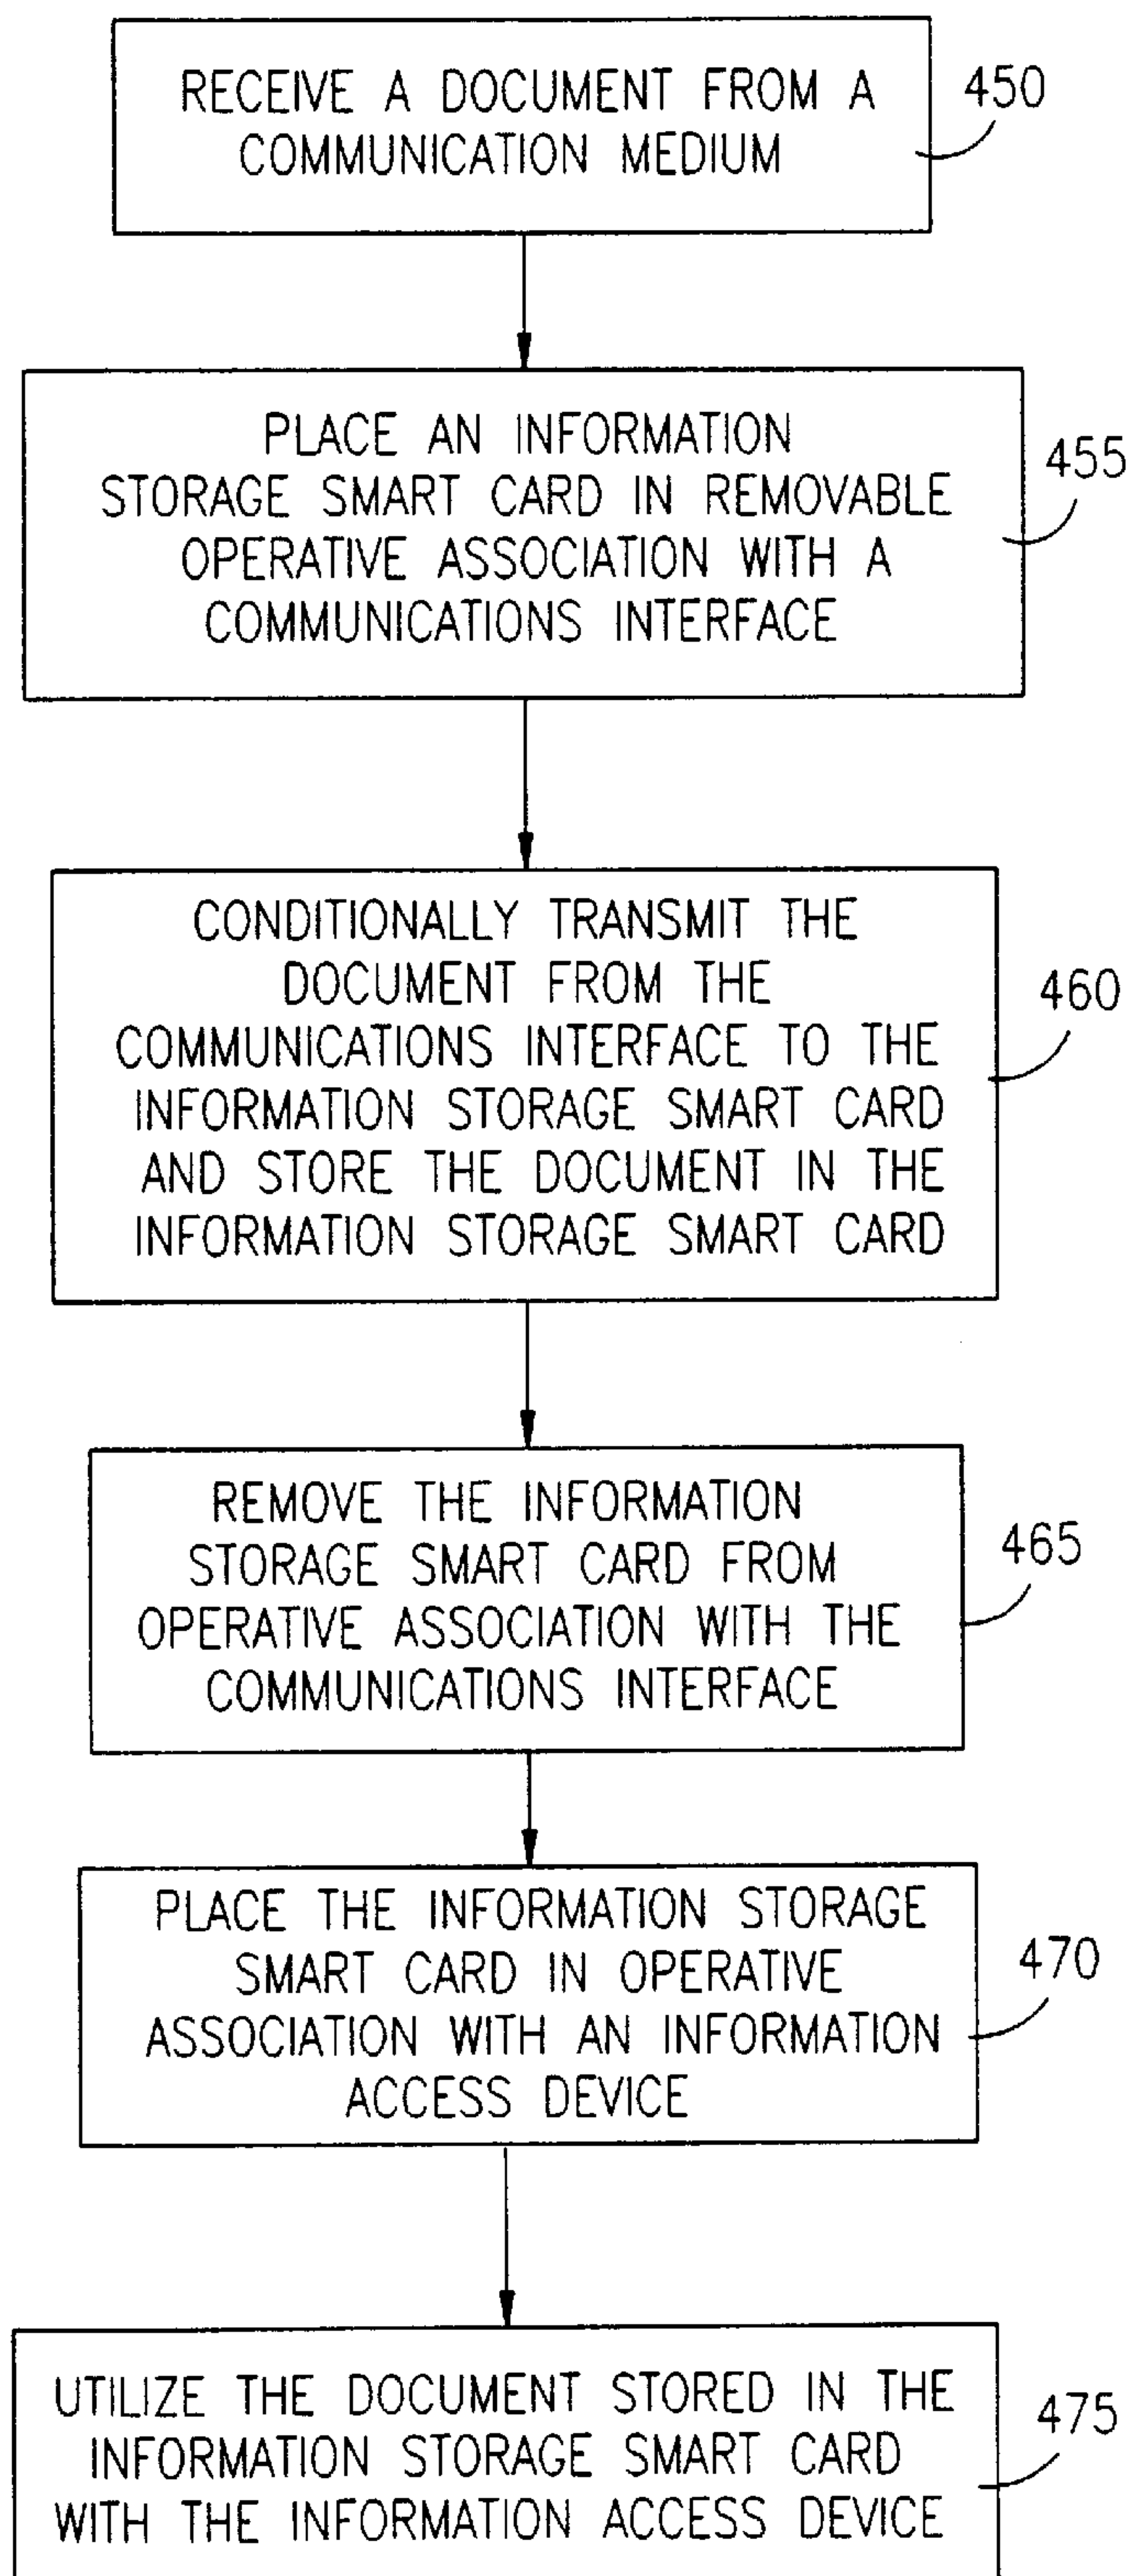 RECEIVE A DOCUMENT FROM A
COMMUNICATION MEDIUM
450
PLACE AN INFORMATION
STORAGE SMART CARD IN REMOVABLE
OPERATIVE ASSOCIATION WITH A
COMMUNICATIONS INTERFACE
455
CONDITIONALLY TRANSMIT THE
DOCUMENT FROM THE
COMMUNICATIONS INTERFACE TO THE
INFORMATION STORAGE SMART CARD
AND STORE THE DOCUMENT IN THE
INFORMATION STORAGE SMART CARD
460
REMOVE THE INFORMATION
STORAGE SMART CARD FROM
OPERATIVE ASSOCIATION WITH THE
COMMUNICATIONS INTERFACE
465
PLACE THE INFORMATION STORAGE
SMART CARD IN OPERATIVE
ASSOCIATION WITH AN INFORMATION
ACCESS DEVICE
470
UTILIZE THE DOCUMENT STORED IN THE
INFORMATION STORAGE SMART CARD
WITH THE INFORMATION ACCESS DEVICE
475